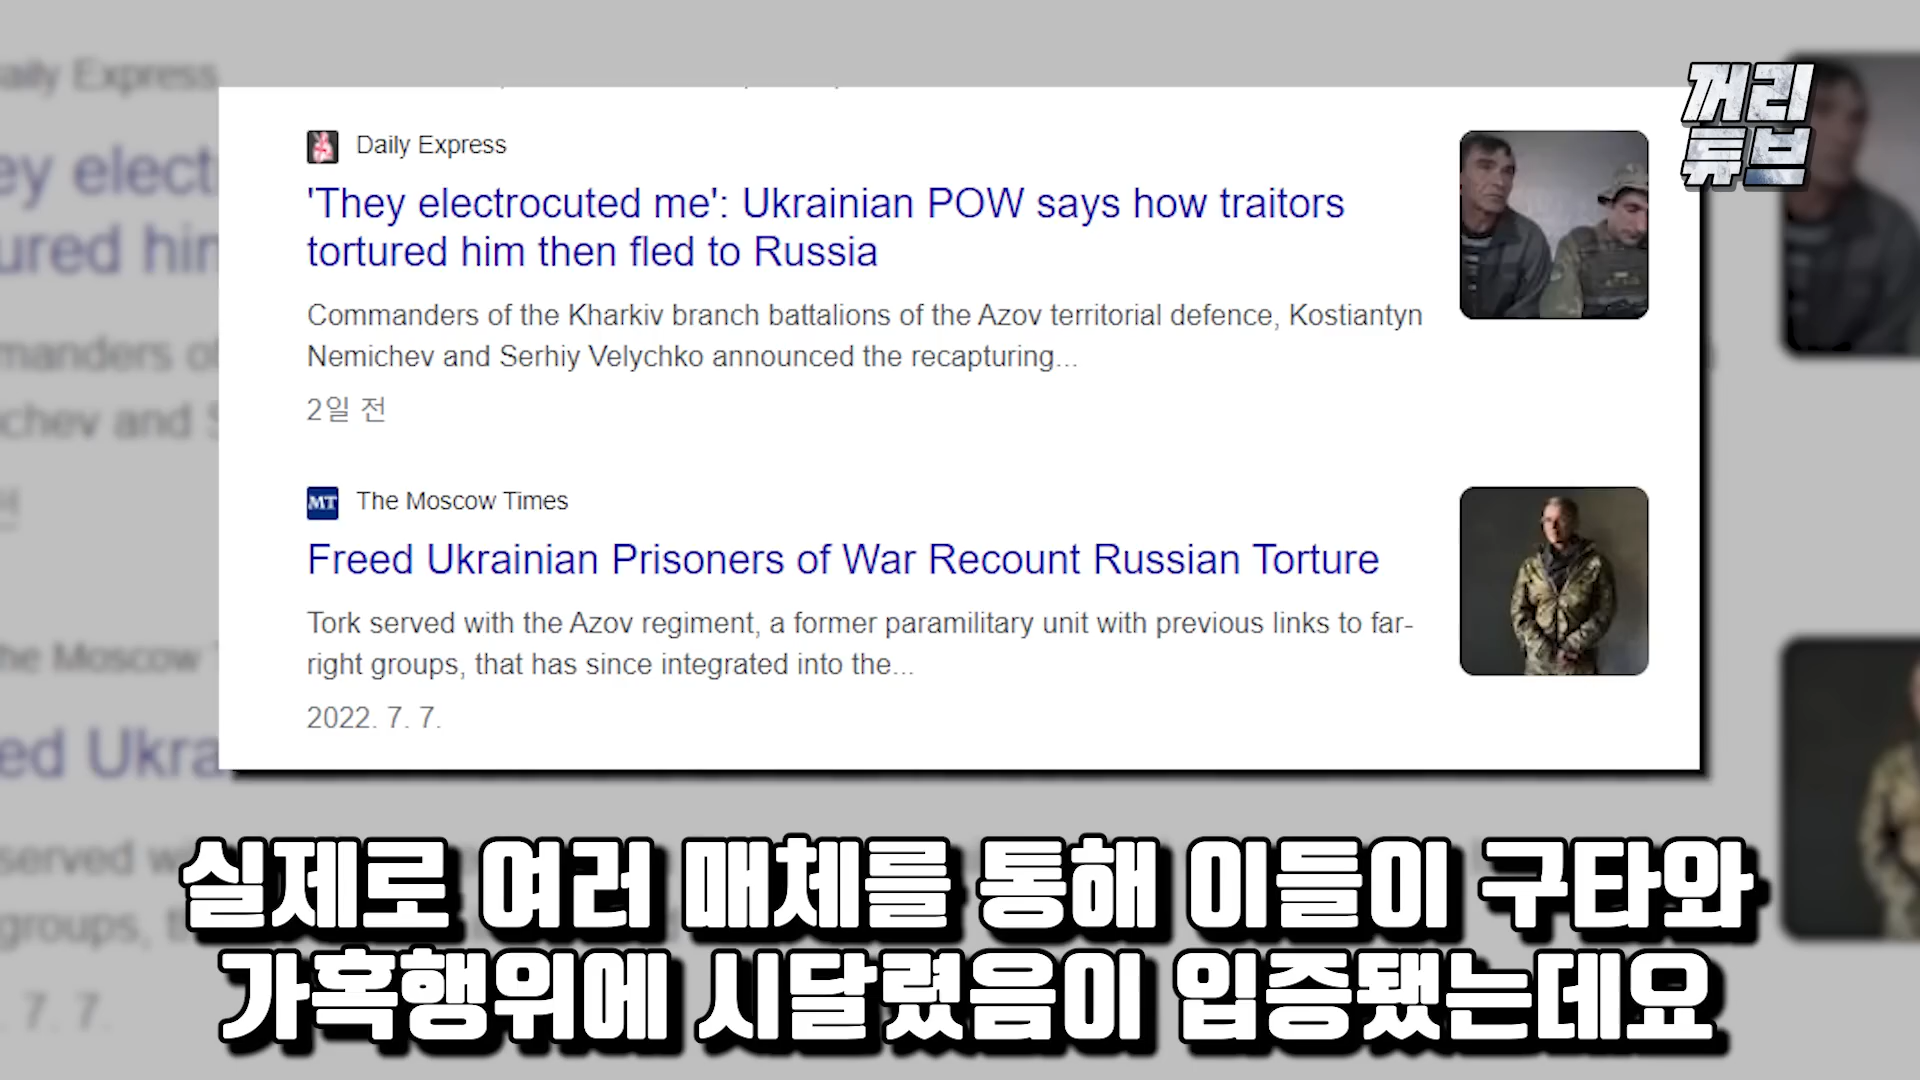 꺼리
튜브
Daily Express
'They electrocuted me': Ukrainian POW says how traitors
tortured him then fled to Russia
Commanders of the Kharkiv branch battalions of the Azov territorial defence, Kostiantyn
Nemichev and Serhiy Velychko announced the recapturing...
2일 전
MT The Moscow Times
Freed Ukrainian Prisoners of War Recount Russian Torture
Tork served with the Azov regiment, a former paramilitary unit with previous links to far-
right groups, that has since integrated into the...
2022. 7. 7.
실제로 여러 매체를 통해 이들이 구타와
가혹행위에 시달렸음이 입증됐는데요